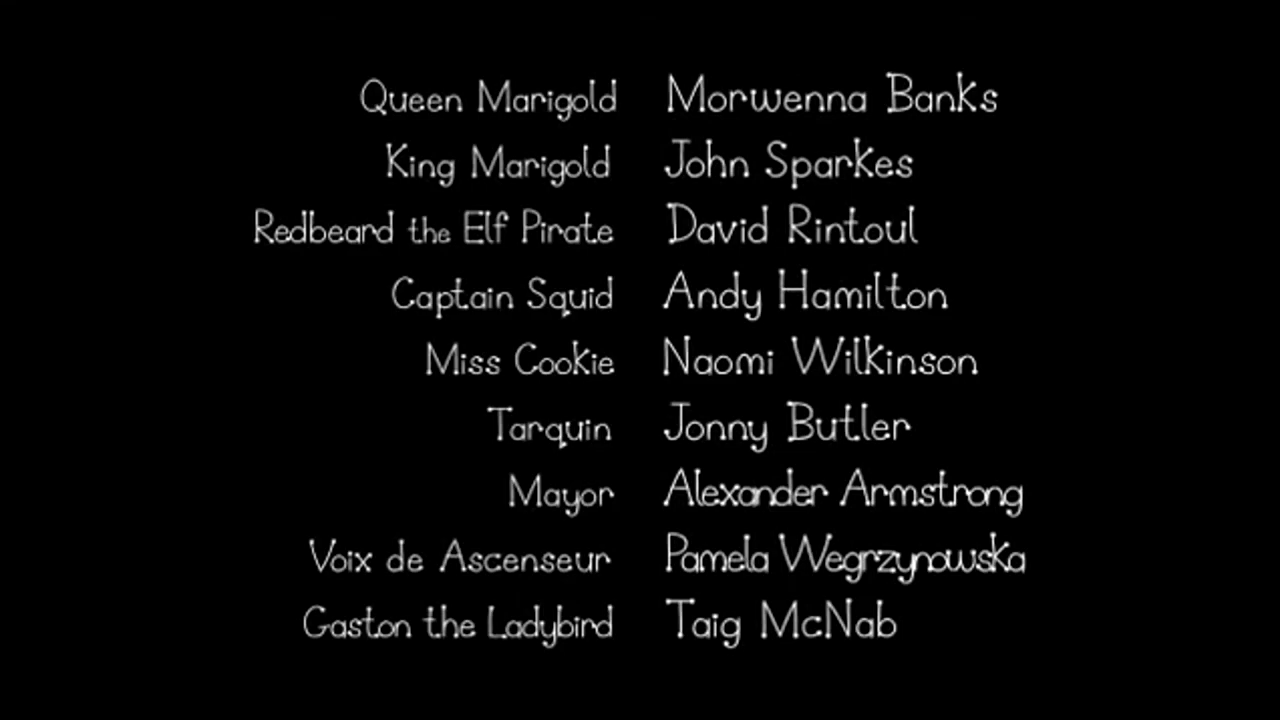 Queen Marigold Morwenna Banks
King Marigold John Sparkes
Redbeard the Elf Pirate David Rintoul
Captain Squid Andy Hamilton
Miss Cookie Naomi Wilkinson
Tarquin Jonny Butler
Mayor Alexander Armstrong
Voix de Ascenseur Pamela Wegrzynowska
Gaston the Ladybird Taig McNab